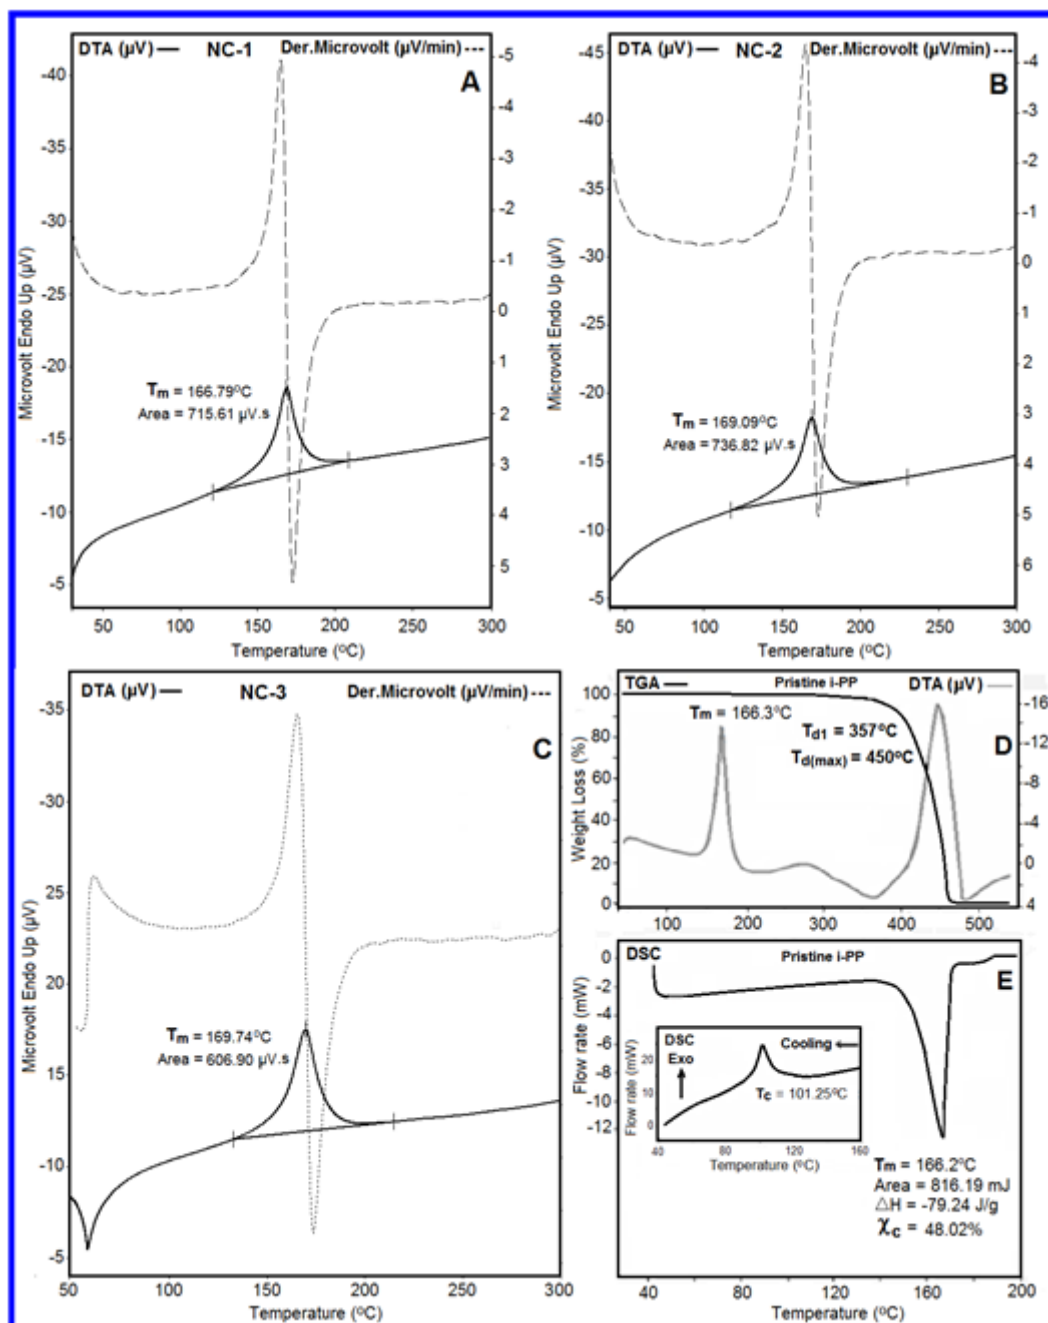 DTA (µV) NC-1 Der.Microvolt (µV/min)
A
Microvolt Endo Up (µV)
-40
-35
-30
-25
-20
-15
-10
-5
-5
-4
-3
-2
-1
0
1
2
3
4
5
Tm = 166.79°C
Area = 715.61 µV.s
50 100 150 200 250 300
Temperature (°C)
DTA (µV) NC-2 Der.Microvolt (µV/min)
B
Microvolt Endo Up (µV)
-45
-40
-35
-30
-25
-20
-15
-10
-5
-4
-2
-1
0
1
2
3
4
5
6
Tm = 169.09°C
Area = 736.82 µV.s
50 100 150 200 250 300
Temperature (°C)
DTA (µV) NC-3 Der.Microvolt (µV/min)
C
Microvolt Endo Up (µV)
-35
-30
25
20
15
-10
-5
Tm = 169.74°C
Area = 606.90 µV.s
50 100 150 200 250 300
Temperature (°C)
TGA Pristine i-PP DTA (µV)
D
Weight Loss (%)
100
80
60
40
20
0
-16
-12
-8
-4
0
4
Tm = 166.3°C
Td1 = 357°C
Td(max) = 450°C
100 200 300 400 500
DSC Pristine i-PP
E
Flow rate (mW)
0
-2
-4
-6
-8
-10
-12
DSC
Exo
Cooling
Tc = 101.25°C
Flow rate (mW)
20
10
0
40 80 120 160
Temperature (°C)
Tm = 166.2°C
Area = 816.19 mJ
△H = -79.24 J/g
χc = 48.02%
40 80 120 160 200
Temperature (°C)